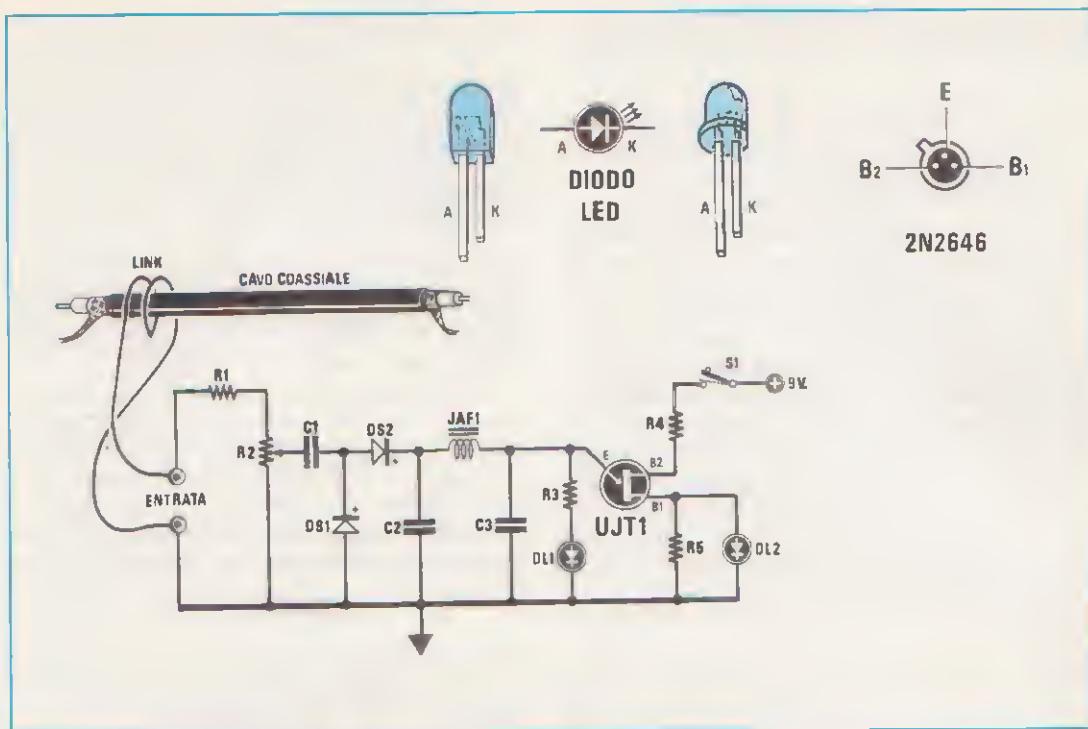 E
A
K
A
K
B2
B1
DIODO
LED
2N2646
A
K
LINK
CAVO COASSIALE
S1
9V.
R1
R4
C1
DS2
JAF1
R2
E
B2
ENTRATA
R3
B1
UJT1
DS1
C2
C3
R5
DL2
DL1